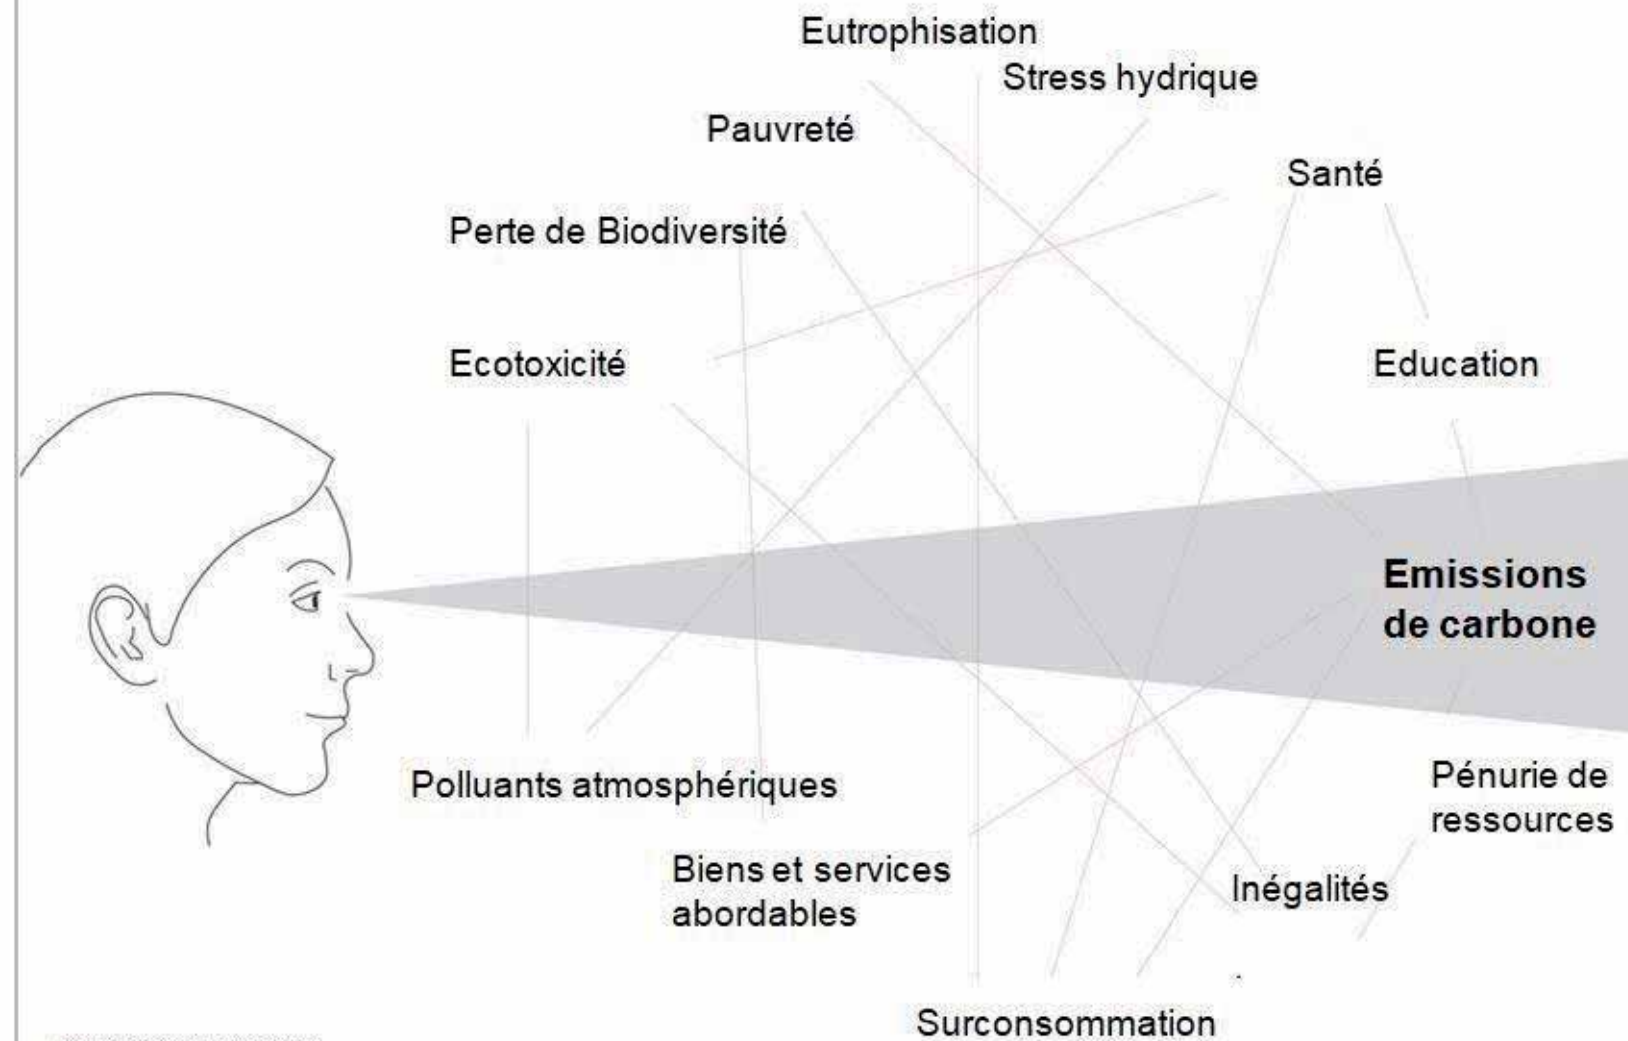 Eutrophisation
Stress hydrique
Pauvreté
Santé
Perte de Biodiversité
Ecotoxicité
Education
Emissions
de carbone
Polluants atmosphériques
Pénurie de
ressources
Biens et services
abordables
Inégalités
Surconsommation